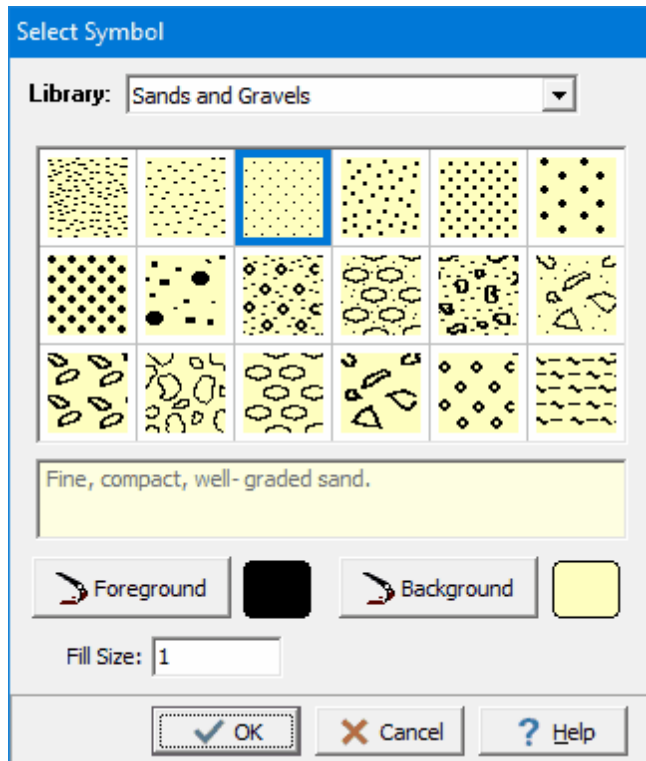 Select Symbol
Library: Sands and Gravels
Fine, compact, well- graded sand.
Foreground Background
Fill Size: 1
OK Cancel ? Help